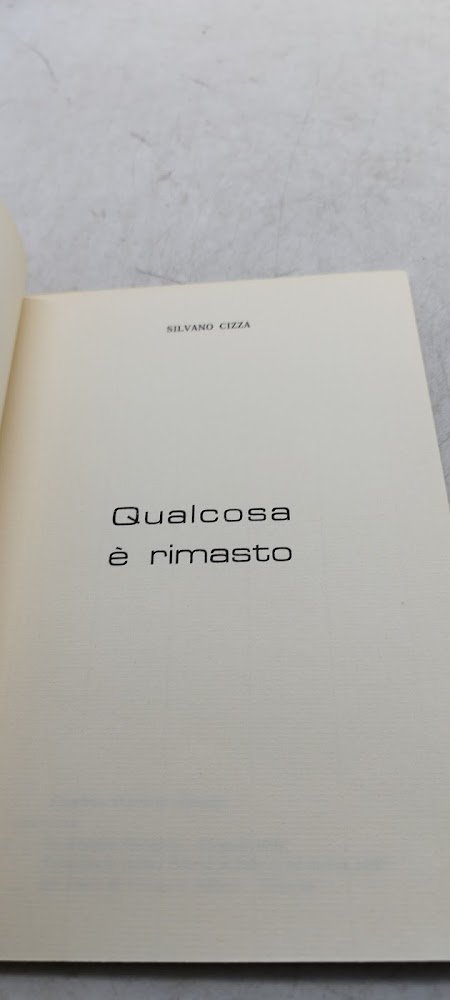 SILVANO CIZZA
Qualcosa
è rimasto